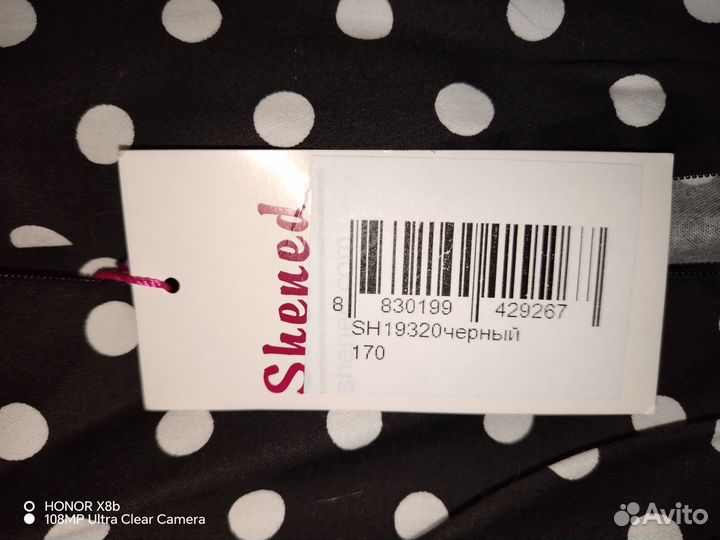 Shened
8 830199 429267
SH19320черный
170
HONOR X8b
108MP Ultra Clear Camera
Avito